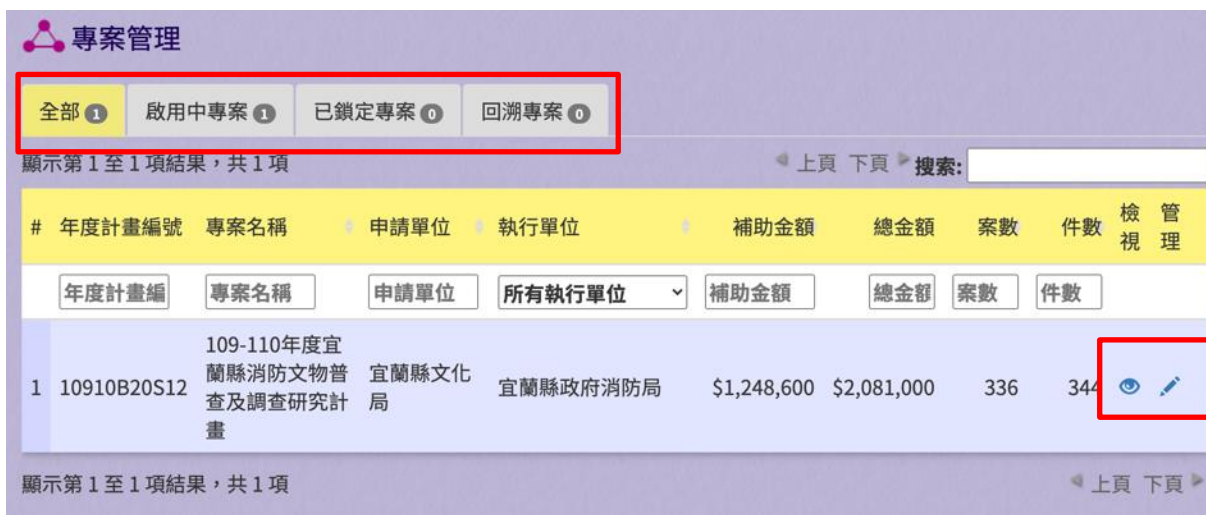 專案管理
全部 1 啟用中專案 1 已鎖定專案 0 回溯專案 0
顯示第 1 至 1 項結果，共 1 項 上頁 下頁 搜索:
# 年度計畫編號 專案名稱 申請單位 執行單位 補助金額 總金額 案數 件數 檢視 管理
年度計畫編 專案名稱 申請單位 所有執行單位 補助金額 總金額 案數 件數
109-110年度宜
蘭縣消防文物普 宜蘭縣文化
1 10910B20S12 查及調查研究計 局 宜蘭縣政府消防局 $1,248,600 $2,081,000 336 344
畫
顯示第 1 至 1 項結果，共 1 項 上頁 下頁